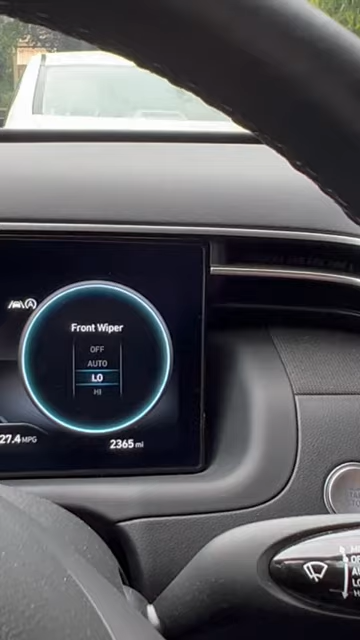 Front Wiper
OFF
AUTO
LO
HI
27.4 MPG
2365 mi